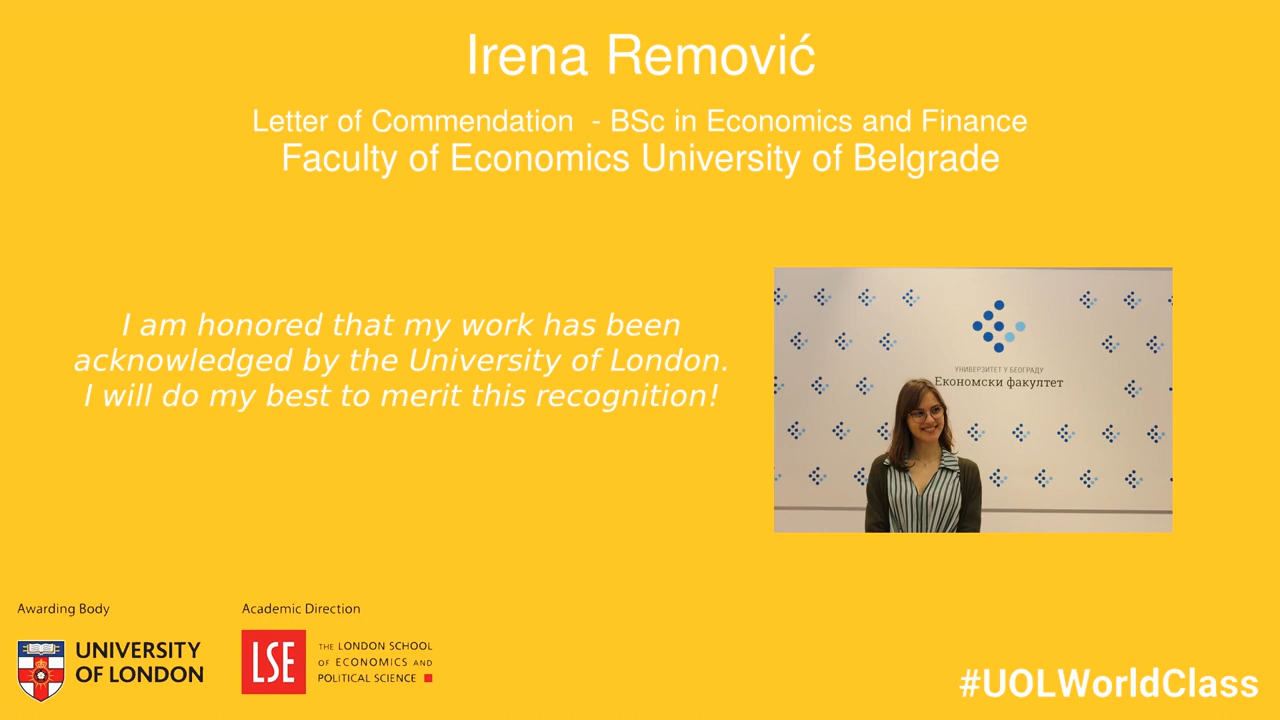 Irena Remović
Letter of Commendation - BSc in Economics and Finance
Faculty of Economics University of Belgrade
I am honored that my work has been
acknowledged by the University of London.
I will do my best to merit this recognition!
УНИВЕРЗИТЕТ У БЕОГРАДУ
Економски факултет
Awarding Body
UNIVERSITY
OF LONDON
Academic Direction
LSE
THE LONDON SCHOOL
OF ECONOMICS AND
POLITICAL SCIENCE
#UOLWorldClass